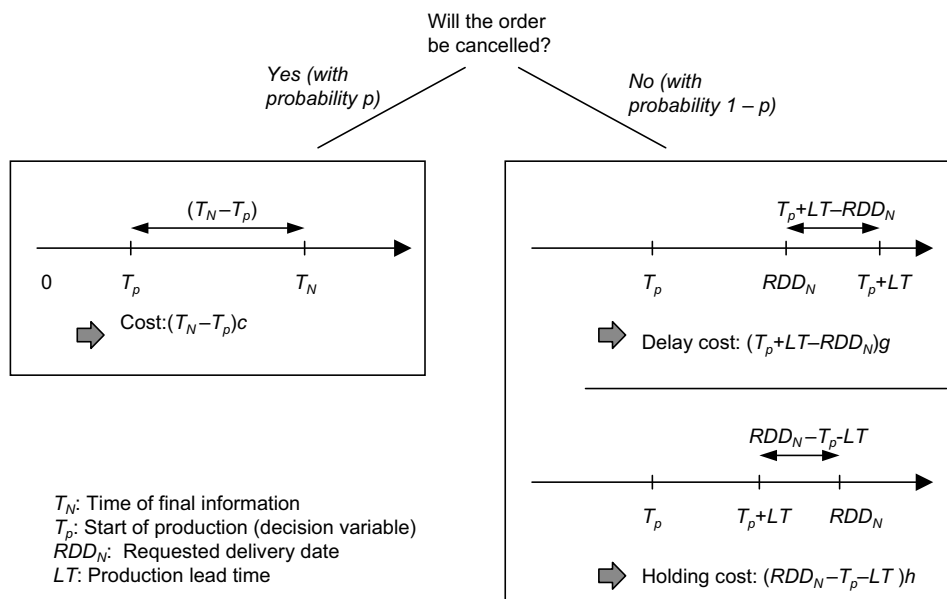 Will the order
be cancelled?
Yes (with
probability p)
No (with
probability 1 – p)
(T_N–T_p)
0
T_p
T_N
Cost:(T_N–T_p)c
T_p+LT–RDD_N
T_p
RDD_N
T_p+LT
Delay cost: (T_p+LT–RDD_N)g
RDD_N–T_p-LT
T_p
T_p+LT
RDD_N
Holding cost: (RDD_N–T_p–LT )h
T_N: Time of final information
T_p: Start of production (decision variable)
RDD_N: Requested delivery date
LT: Production lead time